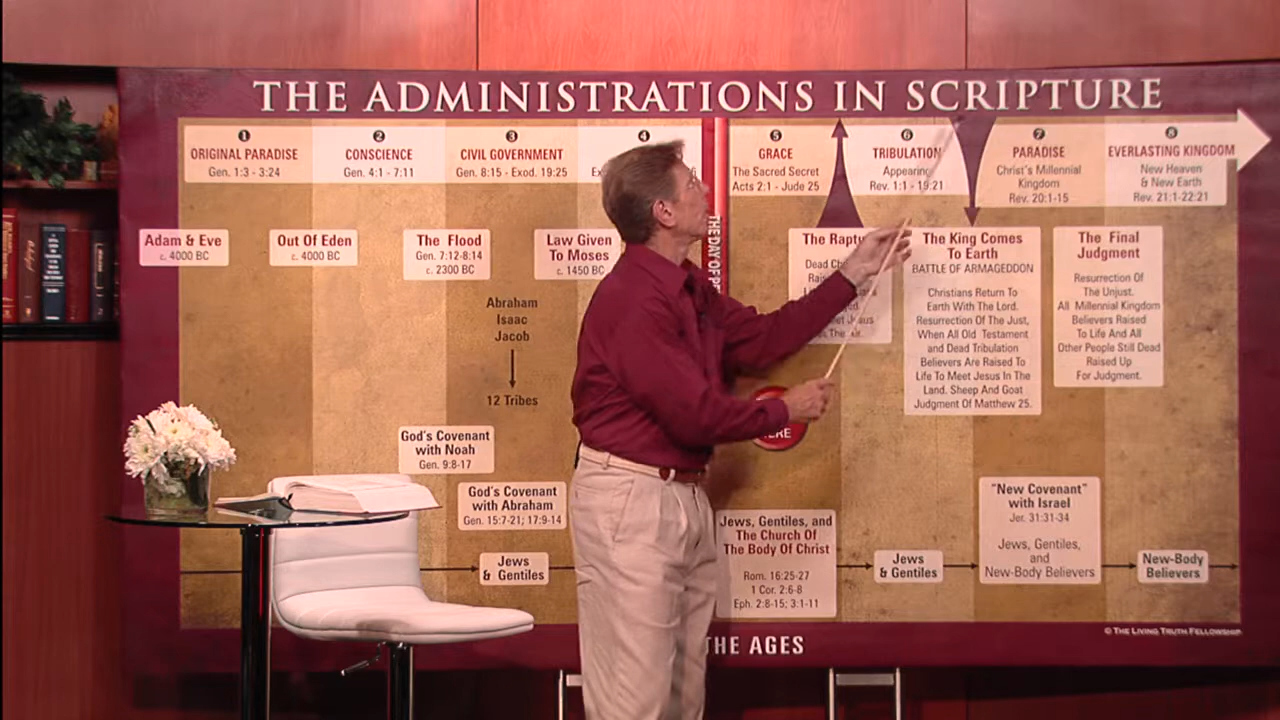 THE ADMINISTRATIONS IN SCRIPTURE
1
ORIGINAL PARADISE
Gen. 1:3 - 3:24
2
CONSCIENCE
Gen. 4:1 - 7:11
3
CIVIL GOVERNMENT
Gen. 8:15 - Exod. 19:25
4
5
GRACE
The Sacred Secret
Acts 2:1 - Jude 25
6
TRIBULATION
Appearing
Rev. 1:1 - 19:21
7
PARADISE
Christ's Millennial
Kingdom
Rev. 20:1-15
8
EVERLASTING KINGDOM
New Heaven
& New Earth
Rev. 21:1-22:21
Adam & Eve
c. 4000 BC
Out Of Eden
c. 4000 BC
The Flood
Gen. 7:12-8:14
c. 2300 BC
Law Given
To Moses
c. 1450 BC
THE DAY OF
The
Dead
The King Comes
To Earth
BATTLE OF ARMAGEDDON
Christians Return To
Earth With The Lord.
Resurrection Of The Just,
When All Old Testament
and Dead Tribulation
Believers Are Raised To
Life To Meet Jesus In The
Land. Sheep And Goat
Judgment Of Matthew 25.
The Final
Judgment
Resurrection Of
The Unjust.
All Millennial Kingdom
Believers Raised
To Life And All
Other People Still Dead
Raised Up
For Judgment.
Abraham
Isaac
Jacob
12 Tribes
God's Covenant
with Noah
Gen. 9:8-17
God's Covenant
with Abraham
Gen. 15:7-21; 17:9-14
Jews
& Gentiles
Jews, Gentiles, and
The Church Of
The Body Of Christ
Rom. 16:25-27
1 Cor. 2:6-8
Eph. 2:8-15; 3:1-11
Jews
& Gentiles
"New Covenant"
with Israel
Jer. 31:31-34
Jews, Gentiles,
and
New-Body Believers
New-Body
Believers
THE AGES
© THE LIVING TRUTH FELLOWSHIP